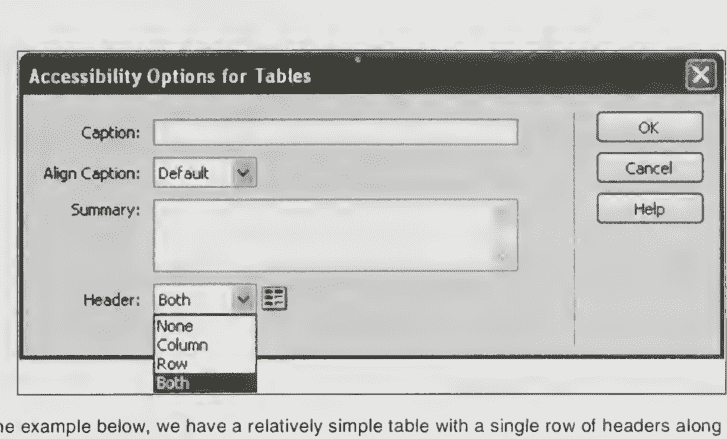 Accessibility Options for Tables
Caption:
OK
Align Caption: Default
Cancel
Summary:
Help
Header: Both
None
Column
Row
Both
example below, we have a relatively simple table with a single row of headers along